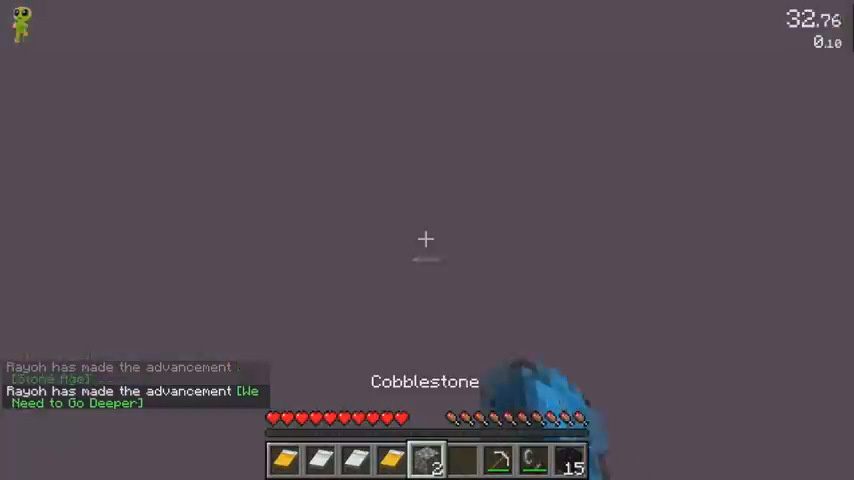 32.76
0.10
Rayoh has made the advancement
[Stone Age]
Rayoh has made the advancement [We
Need to Go Deeper]
Cobblestone
2
15